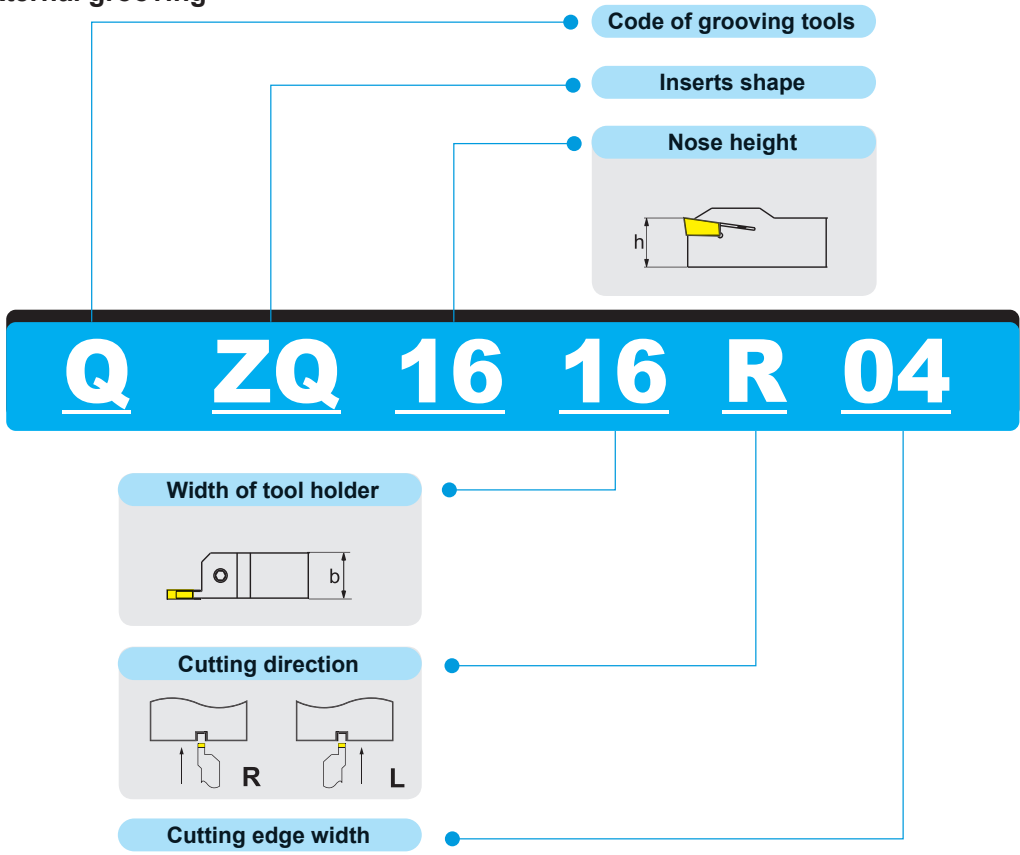 Code of grooving tools
Inserts shape
Nose height
h
Q ZQ 16 16 R 04
Width of tool holder
b
Cutting direction
R L
Cutting edge width